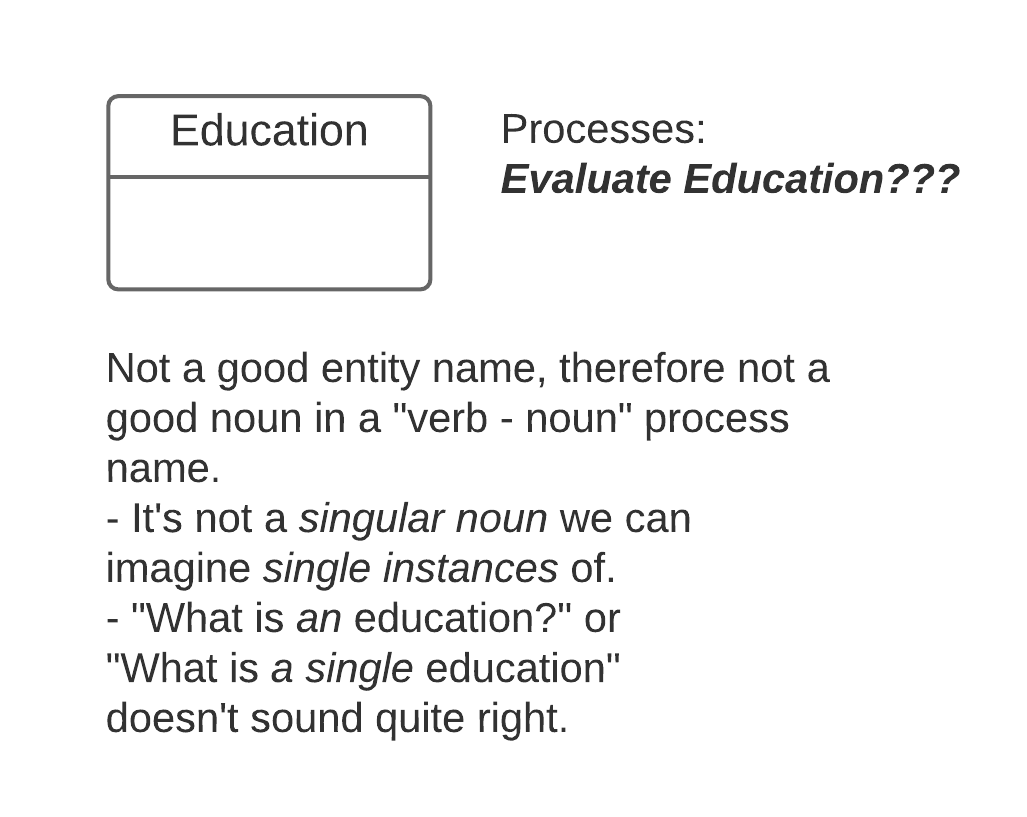 Education
Processes:
Evaluate Education???
Not a good entity name, therefore not a
good noun in a "verb - noun" process
name.
- It's not a singular noun we can
imagine single instances of.
- "What is an education?" or
"What is a single education"
doesn't sound quite right.